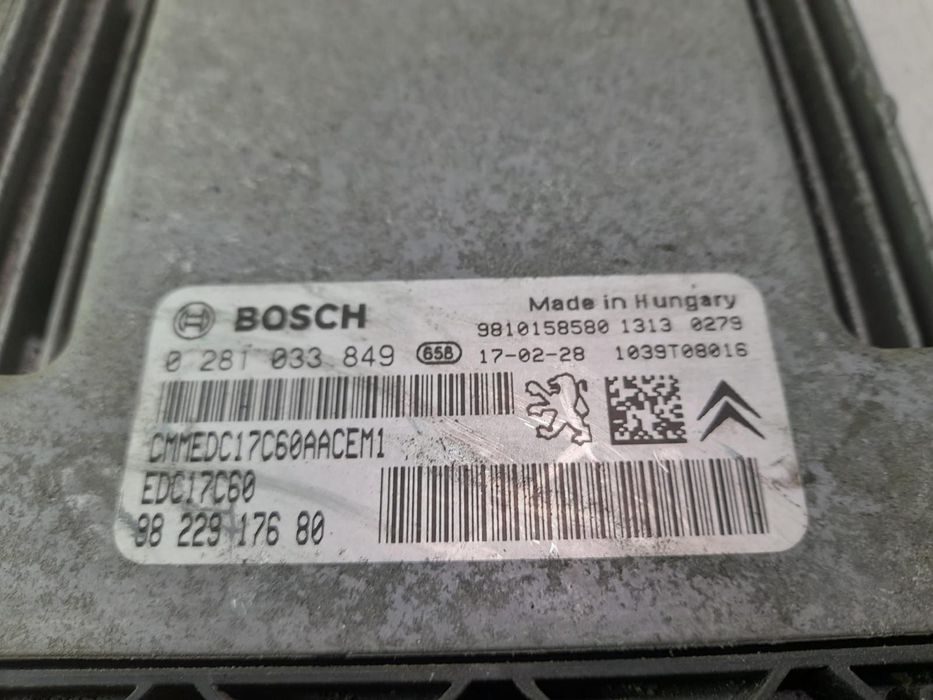 BOSCH
Made in Hungary
9810158580 1313 0279
0 281 033 849 658 17-02-28 1039T08016
CMMEDC17C60AACEM1
EDC17C60
98 229 176 80